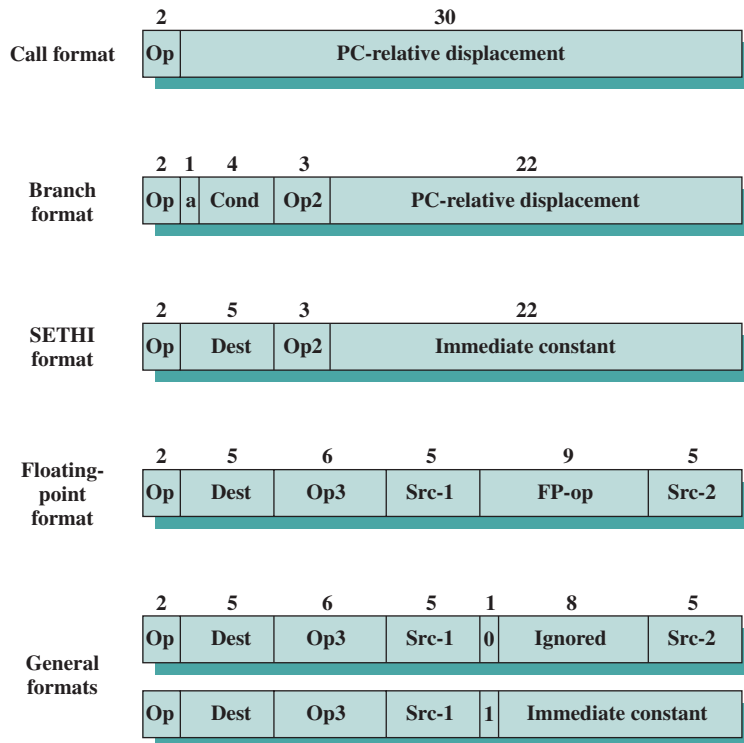 2 30
Call format Op PC-relative displacement
2 1 4 3 22
Branch
format
Op a Cond Op2 PC-relative displacement
2 5 3 22
SETHI
format
Op Dest Op2 Immediate constant
2 5 6 5 9 5
Floating-
point
format
Op Dest Op3 Src-1 FP-op Src-2
2 5 6 5 1 8 5
General
formats
Op Dest Op3 Src-1 0 Ignored Src-2
Op Dest Op3 Src-1 1 Immediate constant